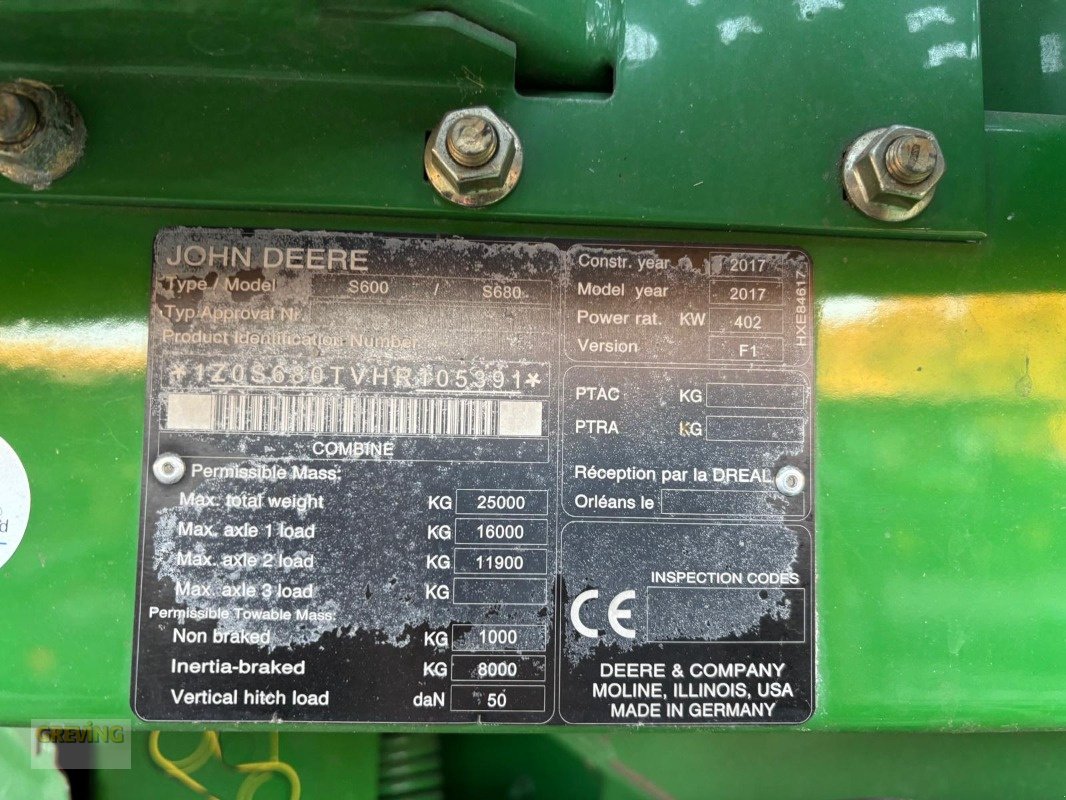 JOHN DEERE
Type / Model S600 / S680
Typ Approval Nr.
Product Identification Number
*1Z0S680TVHR105391*
COMBINE
Permissible Mass:
Max. total weight KG 25000
Max. axle 1 load KG 16000
Max. axle 2 load KG 11900
Max. axle 3 load KG
Permissible Towable Mass:
Non braked KG 1000
Inertia-braked KG 8000
Vertical hitch load daN 50
Constr. year 2017
Model year 2017
Power rat. KW 402
Version F1
HXE84617
PTAC KG
PTRA KG
Réception par la DREAL
Orléans le
INSPECTION CODES
CE
DEERE & COMPANY
MOLINE, ILLINOIS, USA
MADE IN GERMANY
GREVING